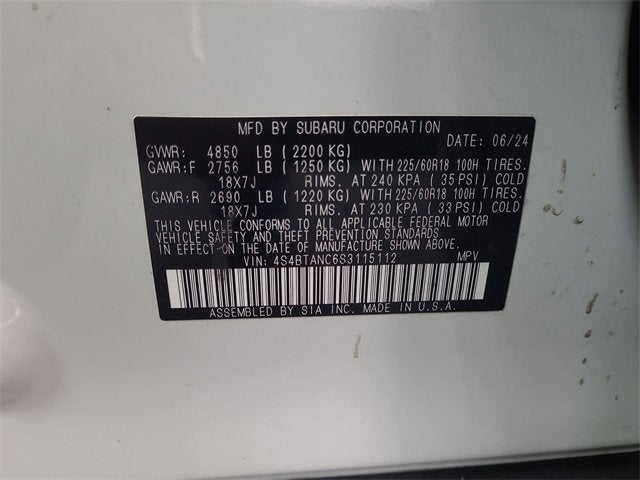 MFD BY SUBARU CORPORATION
DATE: 06/24
GVWR: 4850 LB (2200 KG)
GAWR:F 2756 LB (1250 KG) WITH 225/60R18 100H TIRES.
18X7J RIMS. AT 240 KPA (35 PSI) COLD
GAWR:R 2690 LB (1220 KG) WITH 225/60R18 100H TIRES.
18X7J RIMS. AT 230 KPA (33 PSI) COLD
THIS VEHICLE CONFORMS TO ALL APPLICABLE FEDERAL MOTOR
VEHICLE SAFETY, BUMPER, AND THEFT PREVENTION STANDARDS
IN EFFECT ON THE DATE OF MANUFACTURE SHOWN ABOVE.
VIN: 4S4BTANC6S3115112 MPV
ASSEMBLED BY SIA INC. MADE IN U.S.A.